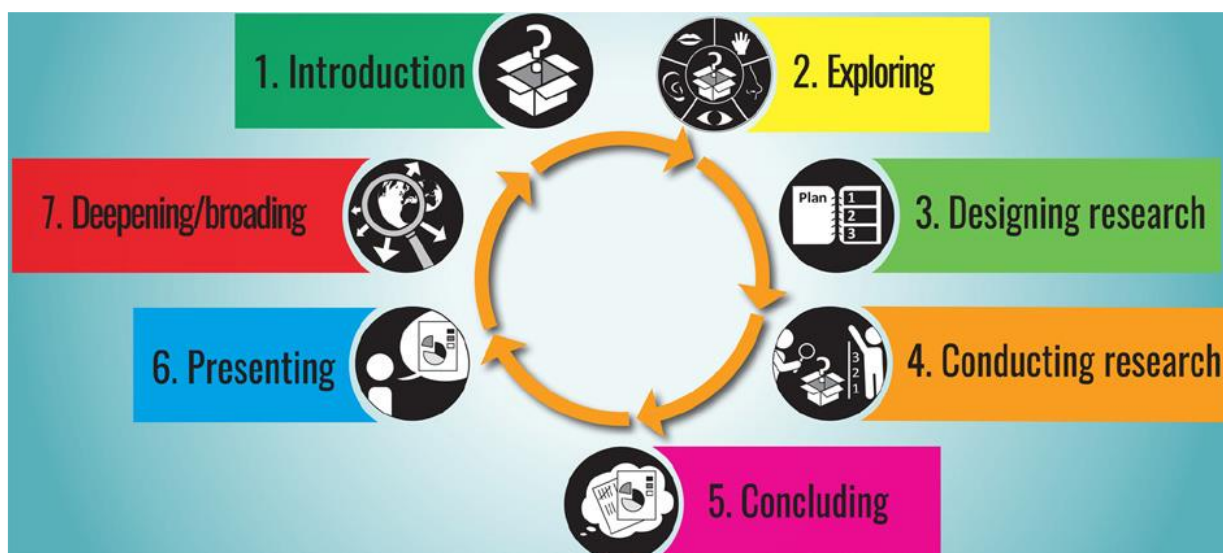 1. Introduction
2. Exploring
3. Designing research
Plan
1
2
3
4. Conducting research
3
2
1
5. Concluding
6. Presenting
7. Deepening/broading